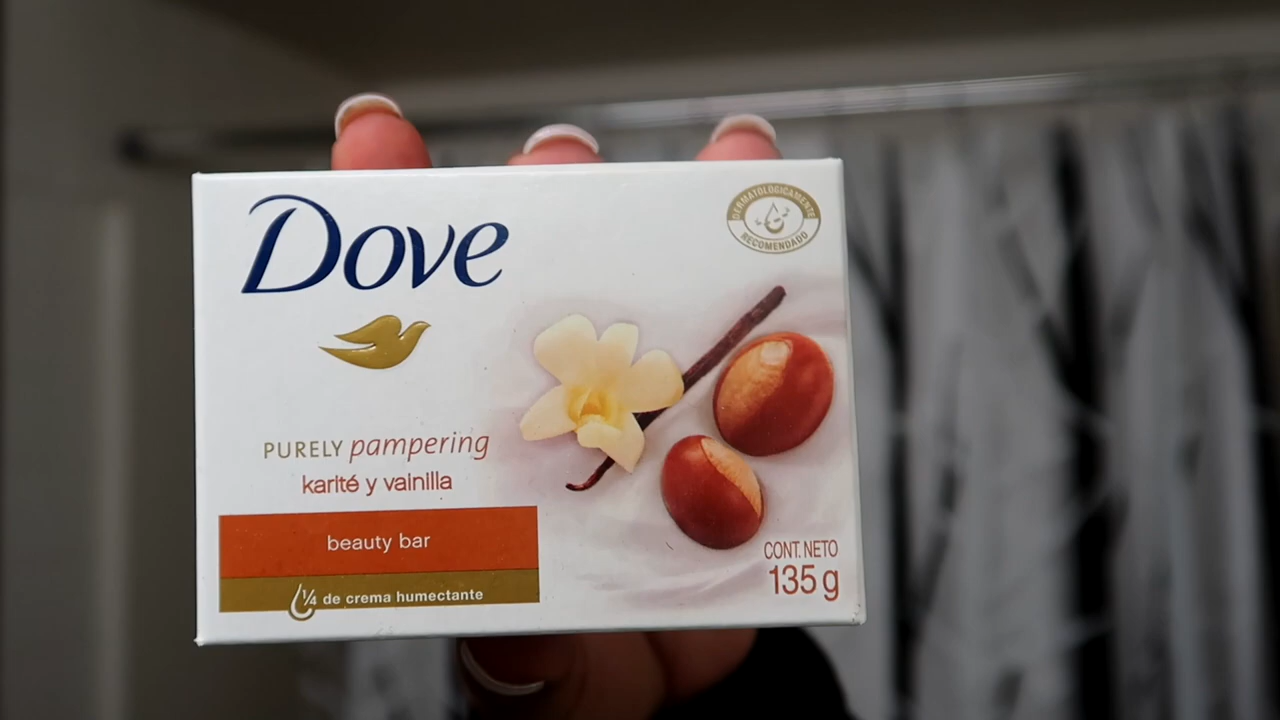 Dove
DERMATOLOGICAMENTE
RECOMENDADO
PURELY pampering
karité y vainilla
beauty bar
1/4 de crema humectante
CONT. NETO
135 g